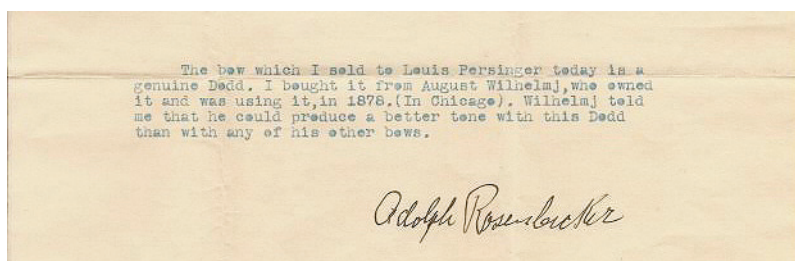 The bow which I sold to Louis Persinger today is a
genuine Dodd. I bought it from August Wilhelmj,who owned
it and was using it,in 1878.(In Chicago). Wilhelmj told
me that he could produce a better tone with this Dodd
than with any of his other bows.
Adolph Rosenbecker